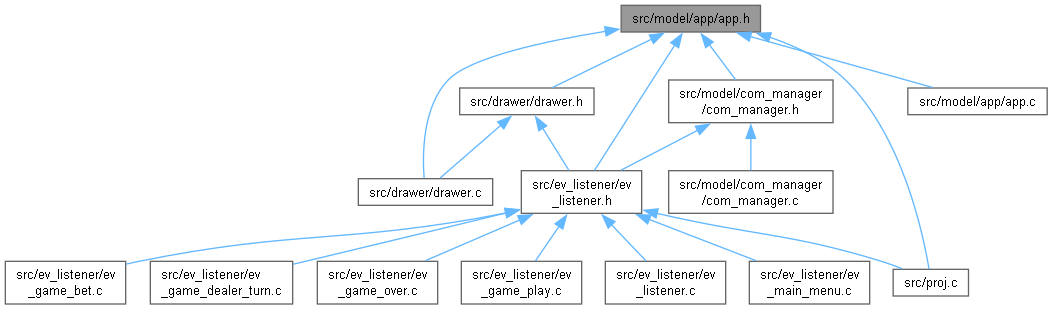 src/model/app/app.h
src/drawer/drawer.h
src/model/com_manager
/com_manager.h
src/model/app/app.c
src/drawer/drawer.c
src/ev_listener/ev
_listener.h
src/model/com_manager
/com_manager.c
src/ev_listener/ev
_game_bet.c
src/ev_listener/ev
_game_dealer_turn.c
src/ev_listener/ev
_game_over.c
src/ev_listener/ev
_game_play.c
src/ev_listener/ev
_listener.c
src/ev_listener/ev
_main_menu.c
src/proj.c